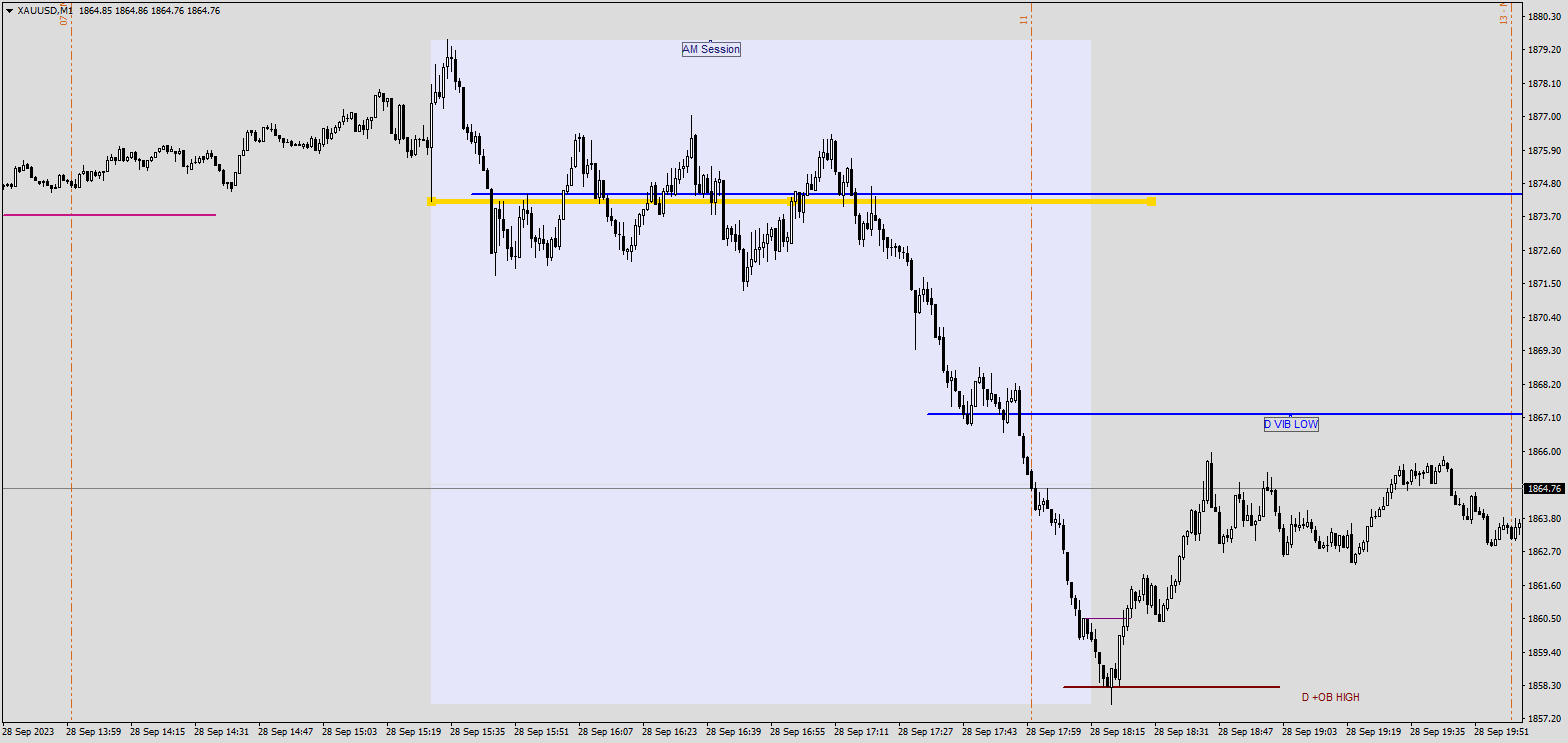 XAUUSD,M1 1864.85 1864.86 1864.76 1864.76
11
AM Session
D VIB LOW
D +OB HIGH
1880.30
1879.20
1878.10
1877.00
1875.90
1874.80
1873.70
1872.60
1871.50
1870.40
1869.30
1868.20
1867.10
1866.00
1864.76
1863.80
1862.70
1861.60
1860.50
1859.40
1858.30
1857.20
28 Sep 2023
28 Sep 13:59
28 Sep 14:15
28 Sep 14:31
28 Sep 14:47
28 Sep 15:03
28 Sep 15:19
28 Sep 15:35
28 Sep 15:51
28 Sep 16:07
28 Sep 16:23
28 Sep 16:39
28 Sep 16:55
28 Sep 17:11
28 Sep 17:27
28 Sep 17:43
28 Sep 17:59
28 Sep 18:15
28 Sep 18:31
28 Sep 18:47
28 Sep 19:03
28 Sep 19:19
28 Sep 19:35
28 Sep 19:51